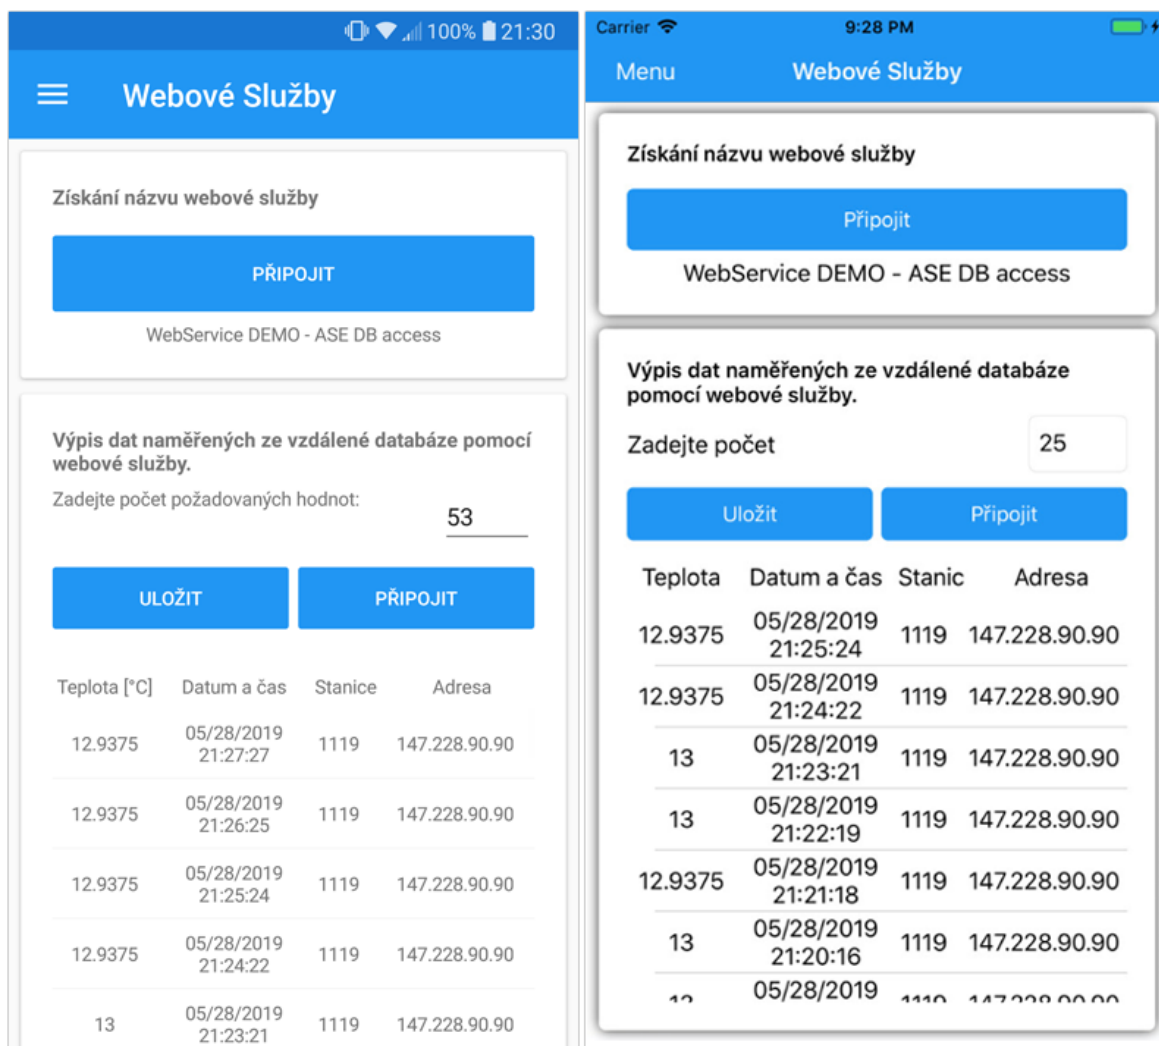 100% 21:30
Webové Služby
Získání názvu webové služby
PŘIPOJIT
WebService DEMO - ASE DB access
Výpis dat naměřených ze vzdálené databáze pomocí
webové služby.
Zadejte počet požadovaných hodnot:
53
ULOŽIT PŘIPOJIT
Teplota [°C] Datum a čas Stanice Adresa
12.9375 05/28/2019 21:27:27 1119 147.228.90.90
12.9375 05/28/2019 21:26:25 1119 147.228.90.90
12.9375 05/28/2019 21:25:24 1119 147.228.90.90
12.9375 05/28/2019 21:24:22 1119 147.228.90.90
13 05/28/2019 21:23:21 1119 147.228.90.90
Carrier 9:28 PM
Menu Webové Služby
Získání názvu webové služby
Připojit
WebService DEMO - ASE DB access
Výpis dat naměřených ze vzdálené databáze
pomocí webové služby.
Zadejte počet 25
Uložit Připojit
Teplota Datum a čas Stanic Adresa
12.9375 05/28/2019 21:25:24 1119 147.228.90.90
12.9375 05/28/2019 21:24:22 1119 147.228.90.90
13 05/28/2019 21:23:21 1119 147.228.90.90
13 05/28/2019 21:22:19 1119 147.228.90.90
12.9375 05/28/2019 21:21:18 1119 147.228.90.90
13 05/28/2019 21:20:16 1119 147.228.90.90
05/28/2019